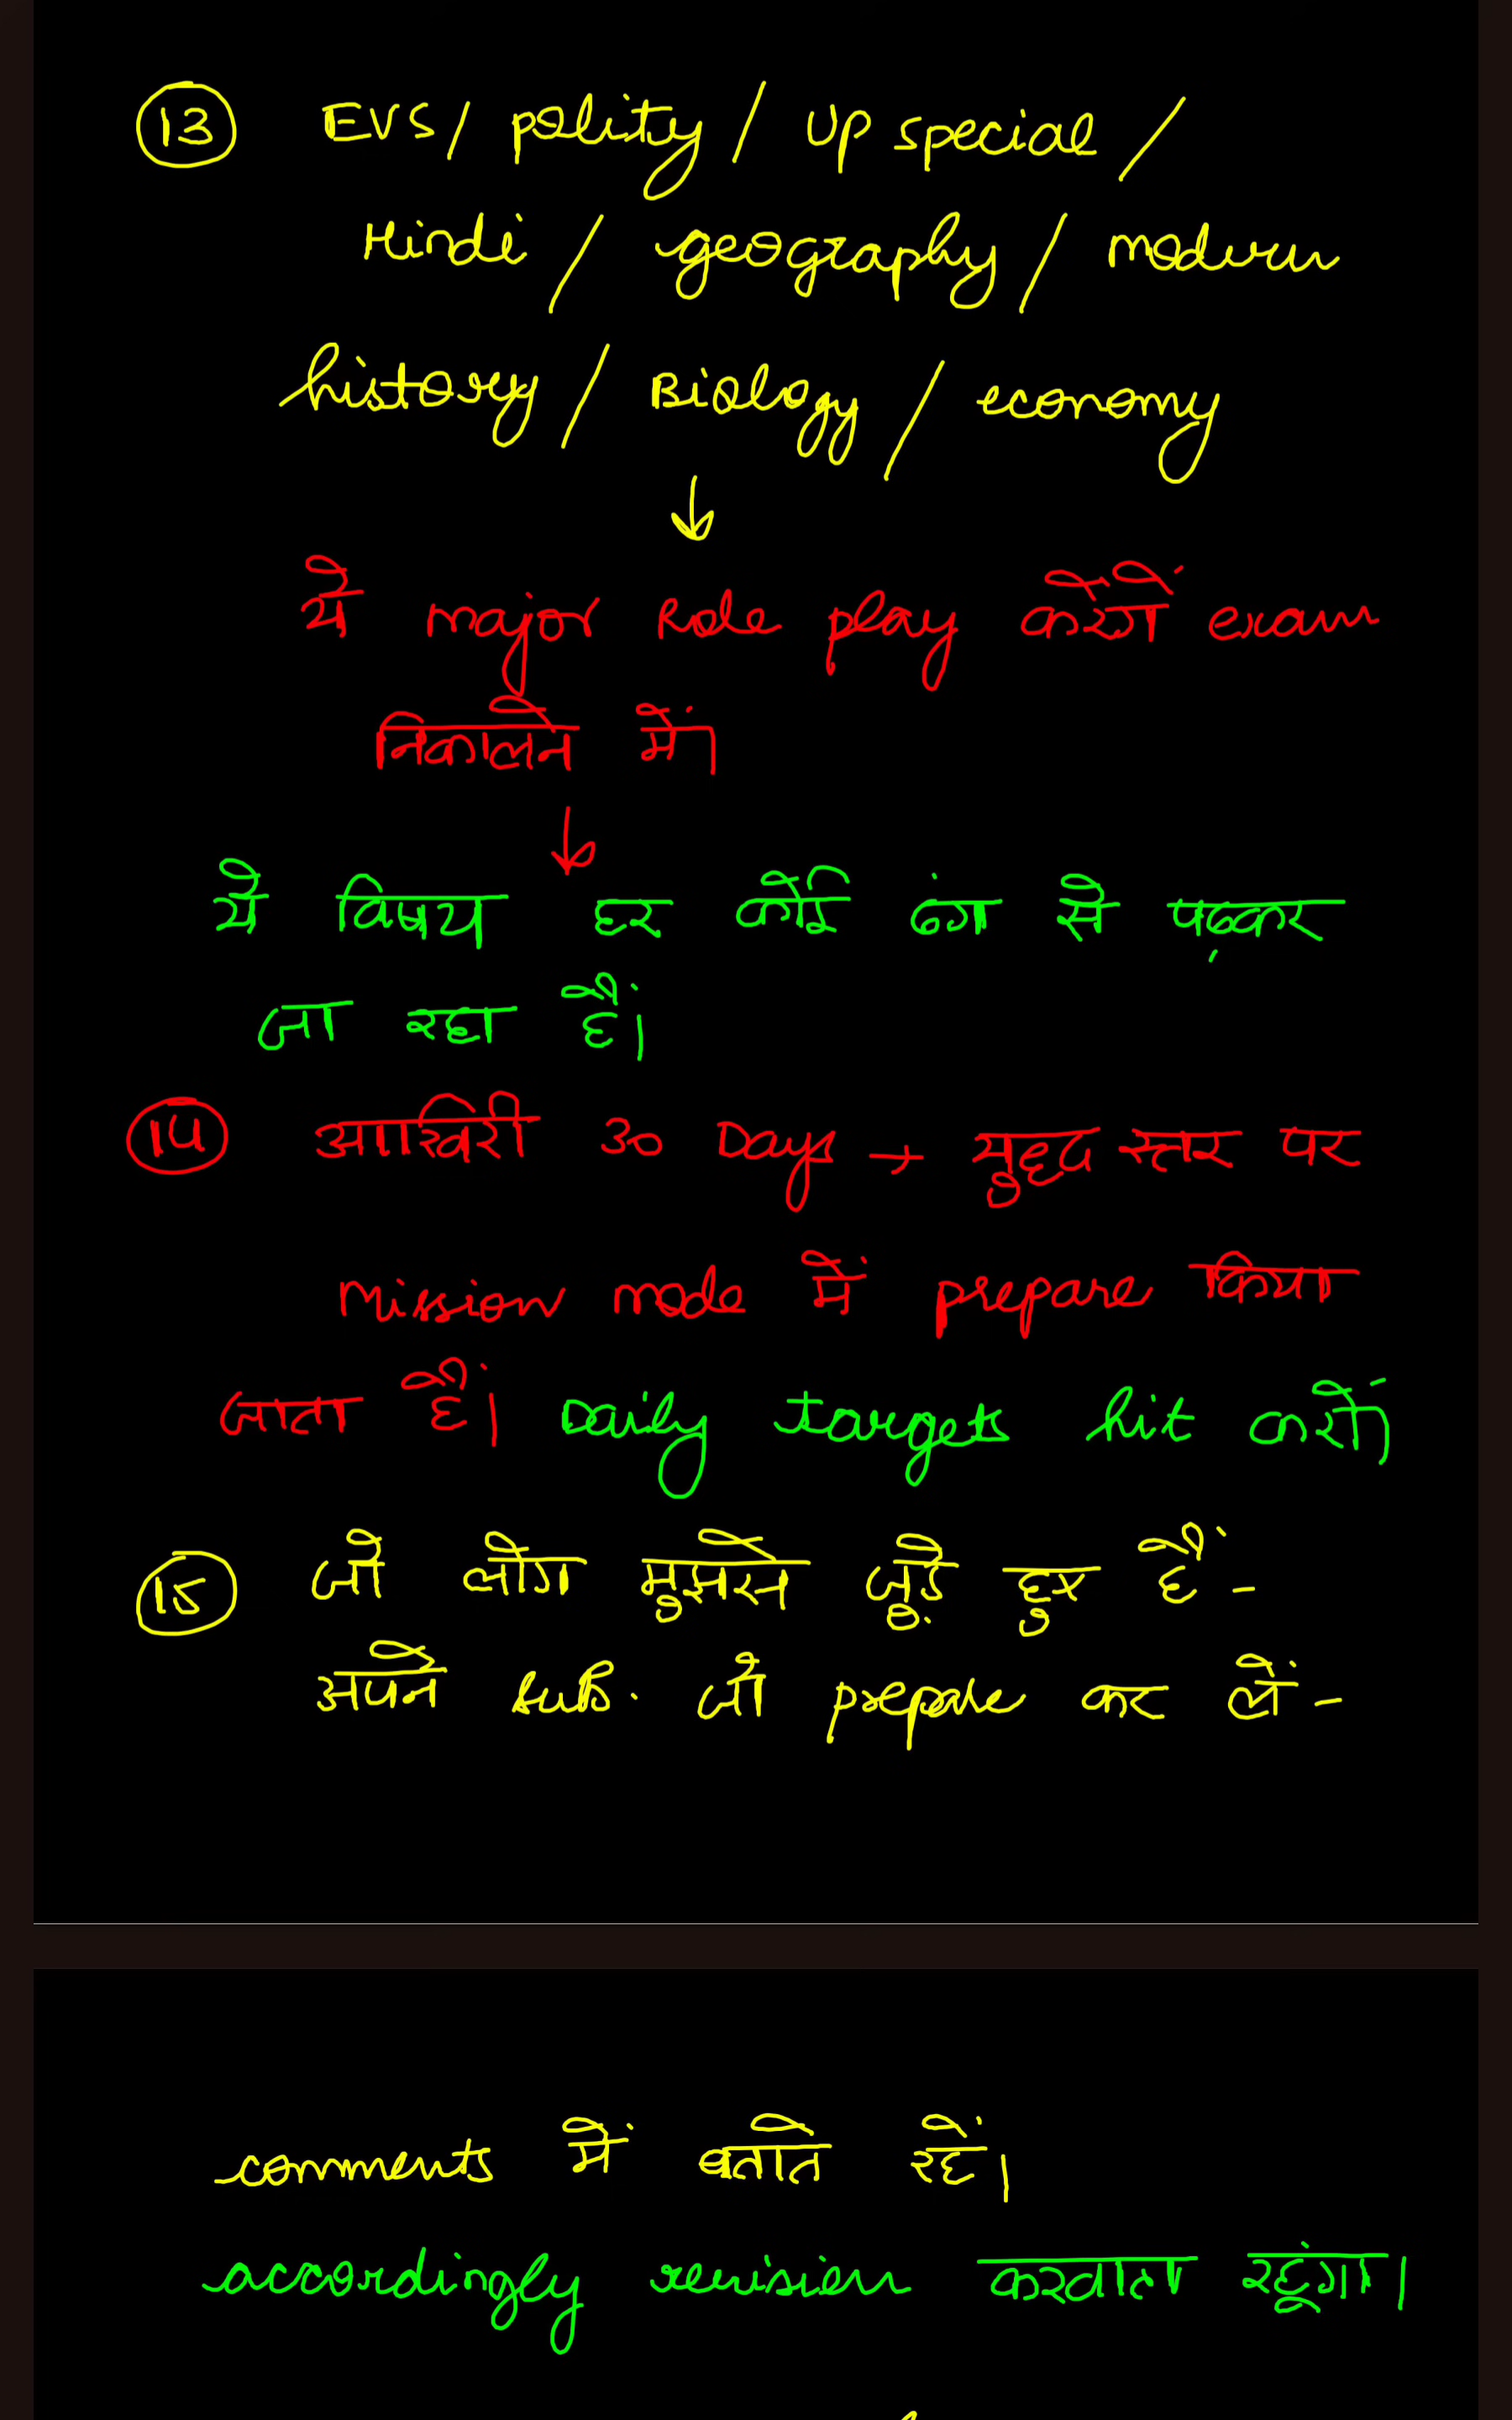 13 EVS / polity / UP special /
Hindi / geography / modern
history / Biology / economy
↓
ये major Role play करेगें exam
निकालने में।
↓
ये विषय हर कोई ढंग से पढ़कर
जा रहा हैं।
14 आखिरी 30 Days → युद्द स्तर पर
Mission mode में prepare किया
जाता हैं। Daily targets hit करों
15 जो लोग मुझसे जुड़े हुए हैं -
अपने sub. जो prepare कर लें -
comments में बताते रहें।
accordingly revision करवाता रहूंगा।